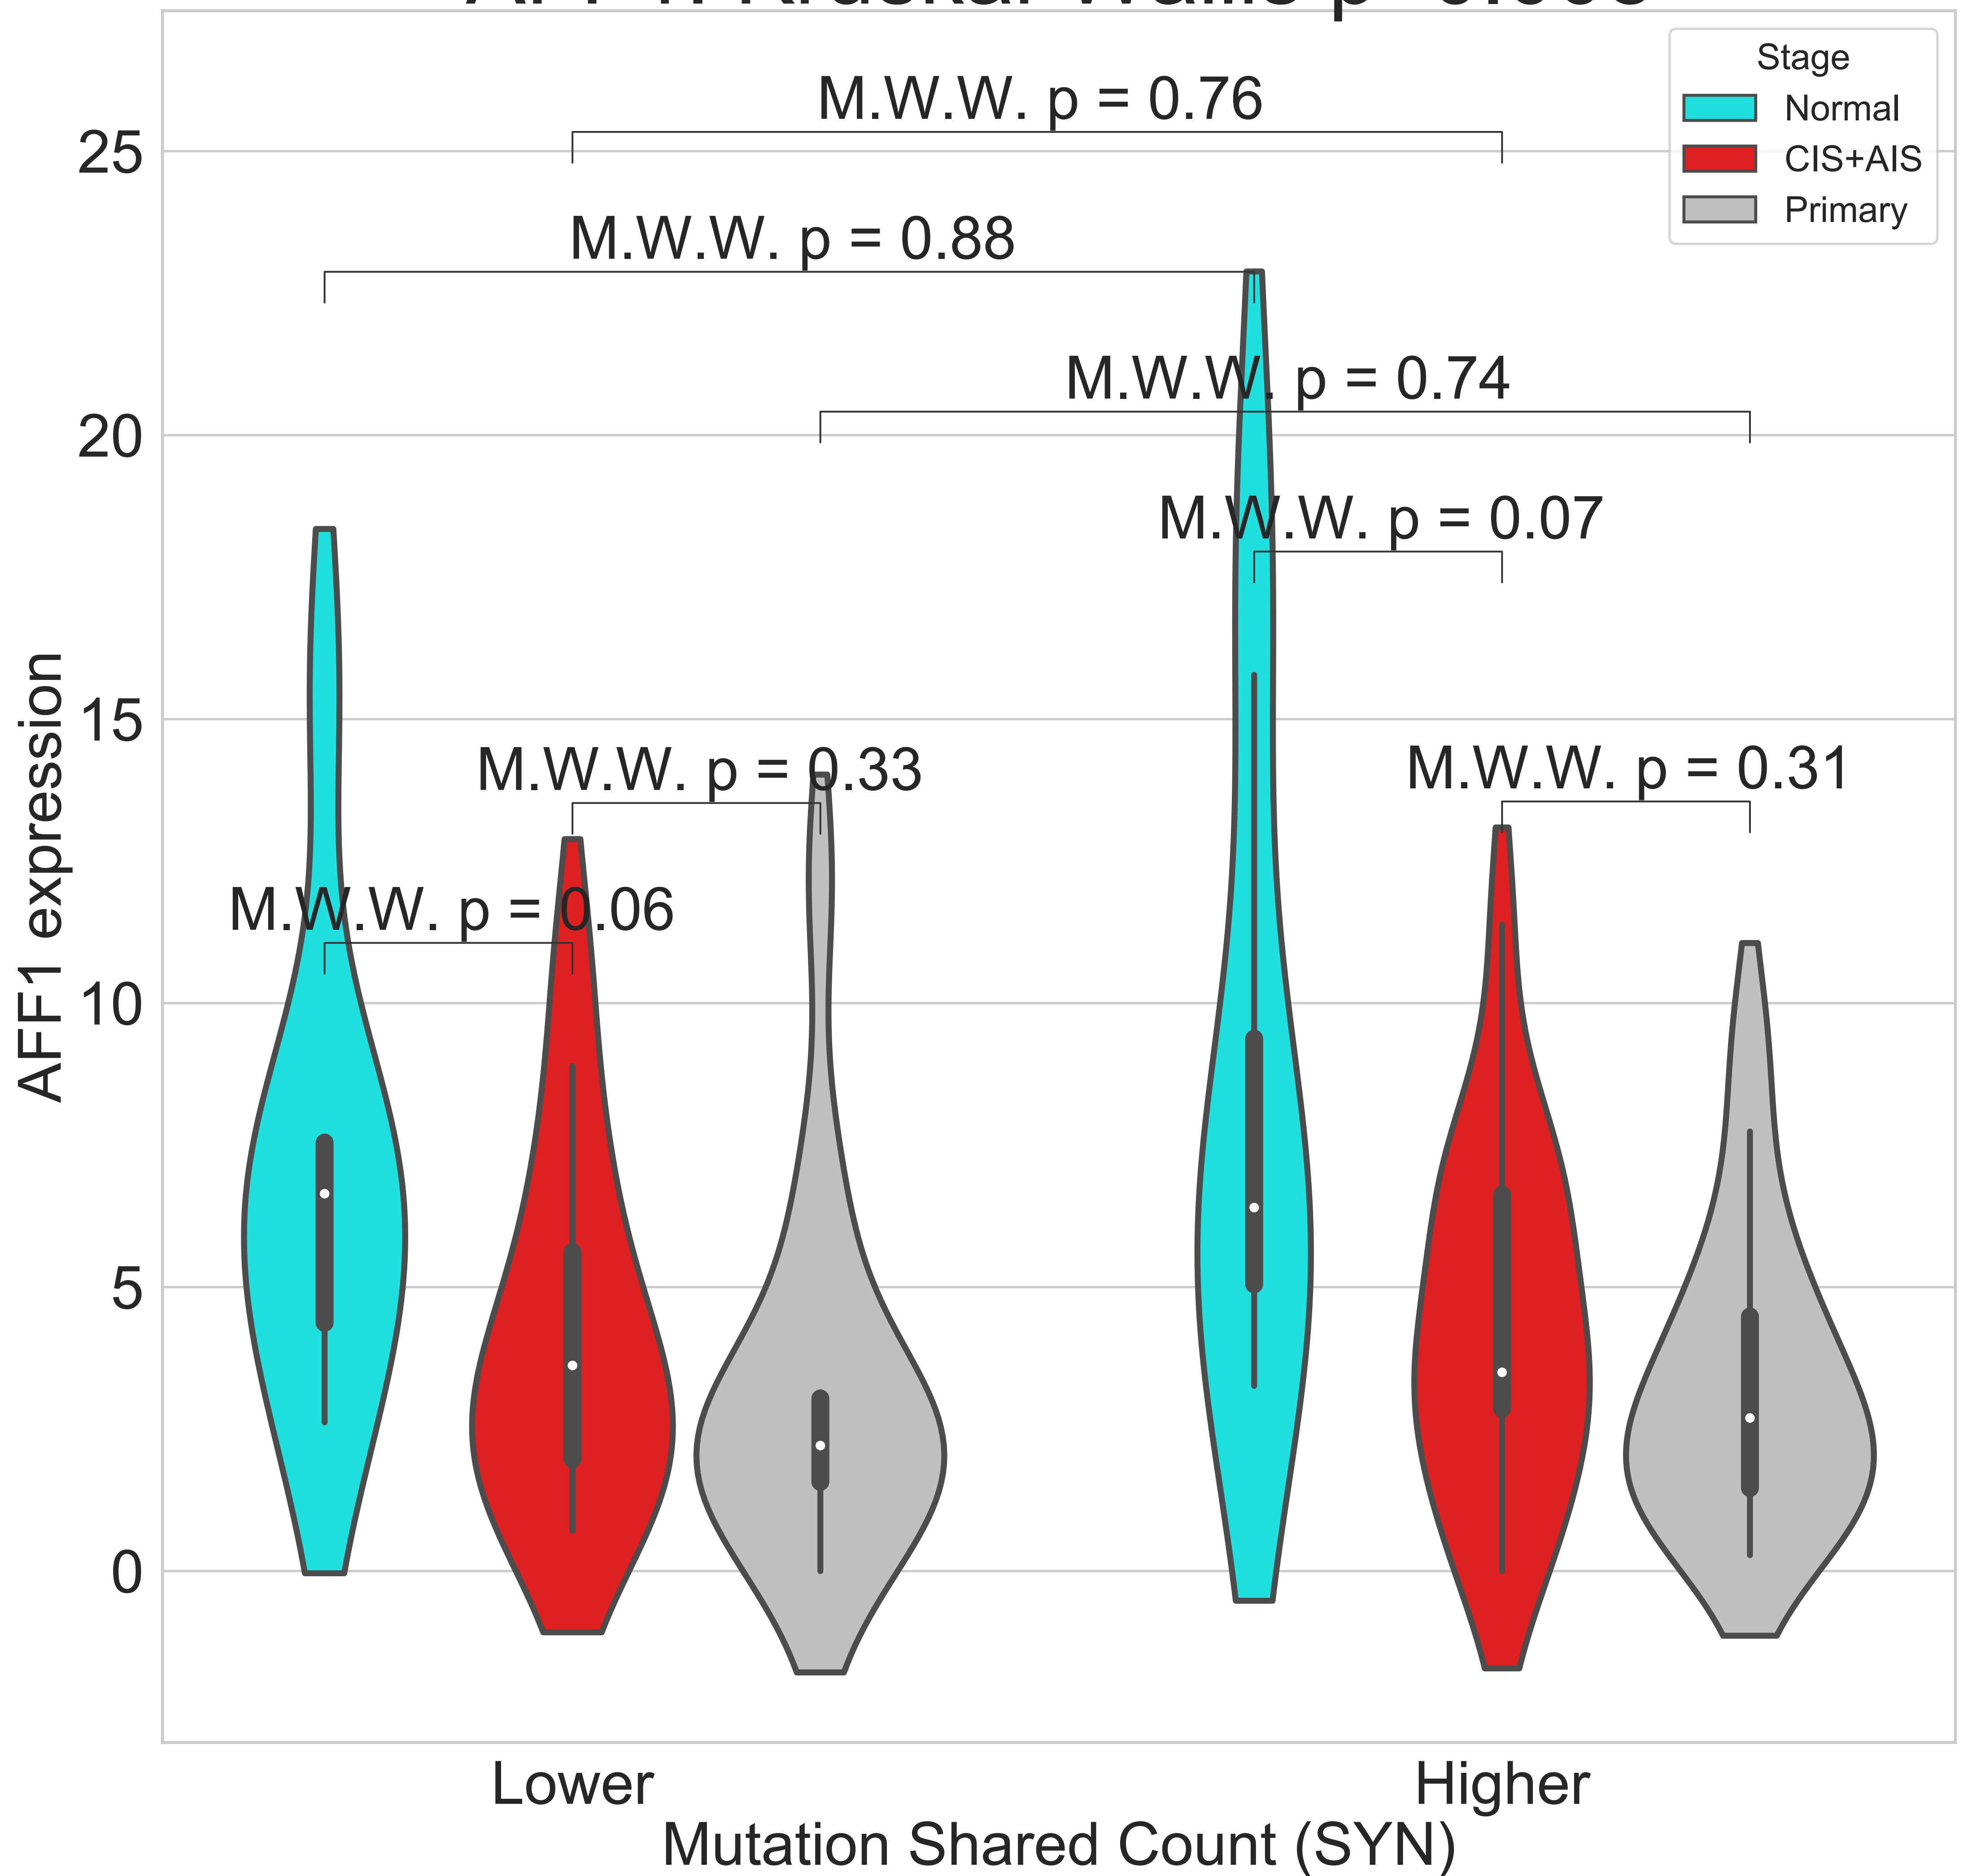 Stage
Normal
CIS+AIS
Primary
M.W.W. p = 0.76
M.W.W. p = 0.88
M.W.W. p = 0.74
M.W.W. p = 0.07
M.W.W. p = 0.33
M.W.W. p = 0.31
M.W.W. p = 0.06
25
20
15
10
5
0
AFF1 expression
Lower
Higher
Mutation Shared Count (SYN)